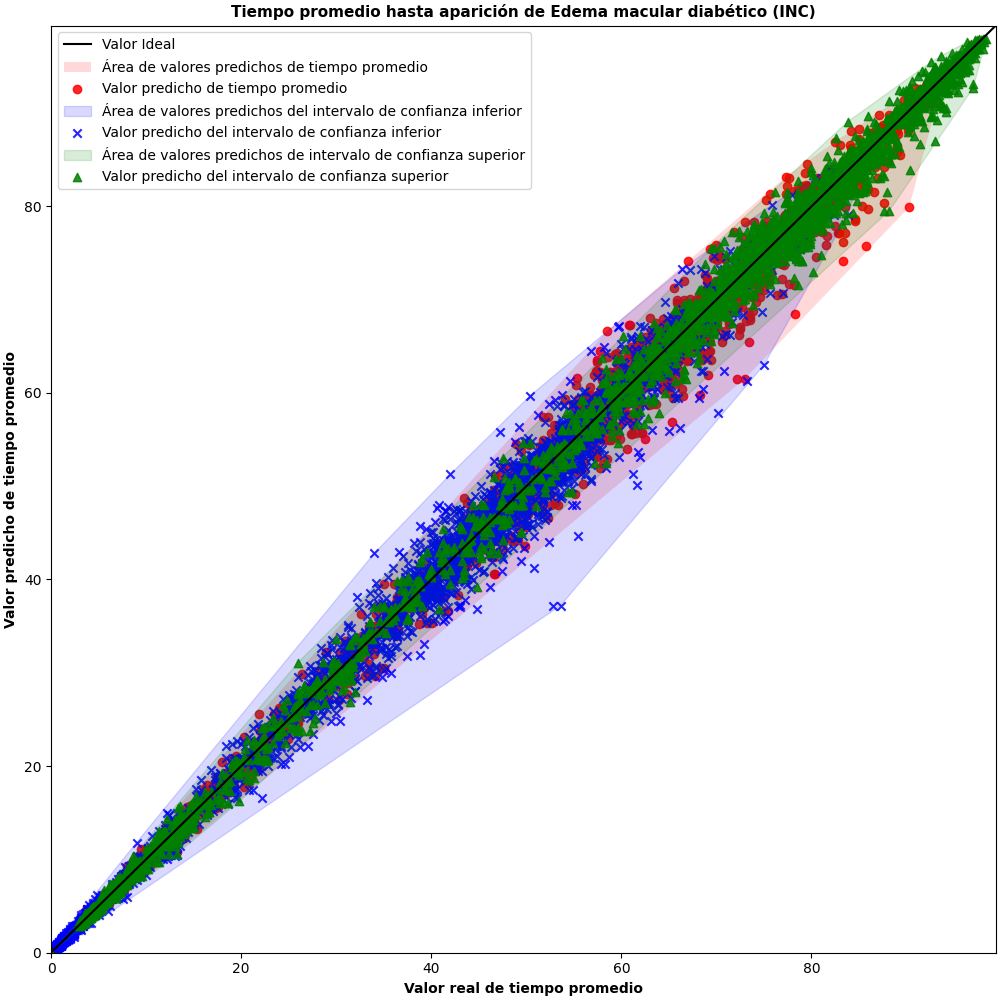 Tiempo promedio hasta aparición de Edema macular diabético (INC)
Valor Ideal
Área de valores predichos de tiempo promedio
Valor predicho de tiempo promedio
Área de valores predichos del intervalo de confianza inferior
Valor predicho del intervalo de confianza inferior
Área de valores predichos de intervalo de confianza superior
Valor predicho del intervalo de confianza superior
Valor predicho de tiempo promedio
80
60
40
20
0
0 20 40 60 80
Valor real de tiempo promedio